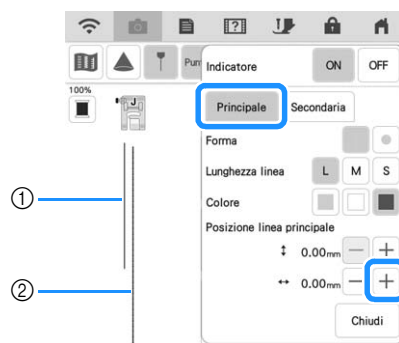 Pun
Indicatore ON OFF
100%
J
Principale Secondaria
Forma
Lunghezza linea L M S
Colore
Posizione linea principale
↕ 0.00mm − +
↔ 0.00mm − +
Chiudi
①
②